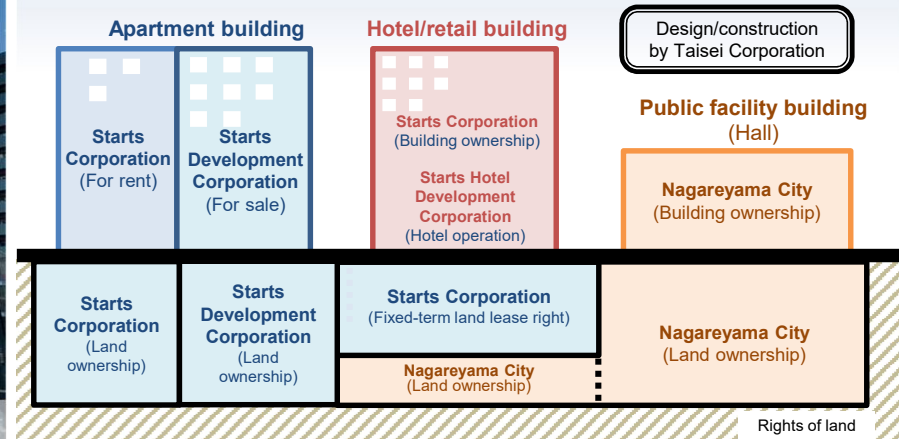 Apartment building
Hotel/retail building
Design/construction
by Taisei Corporation
Public facility building
(Hall)
Starts
Corporation
(For rent)
Starts
Development
Corporation
(For sale)
Starts Corporation
(Building ownership)
Starts Hotel
Development
Corporation
(Hotel operation)
Nagareyama City
(Building ownership)
Starts
Corporation
(Land
ownership)
Starts
Development
Corporation
(Land
ownership)
Starts Corporation
(Fixed-term land lease right)
Nagareyama City
(Land ownership)
Nagareyama City
(Land ownership)
Rights of land